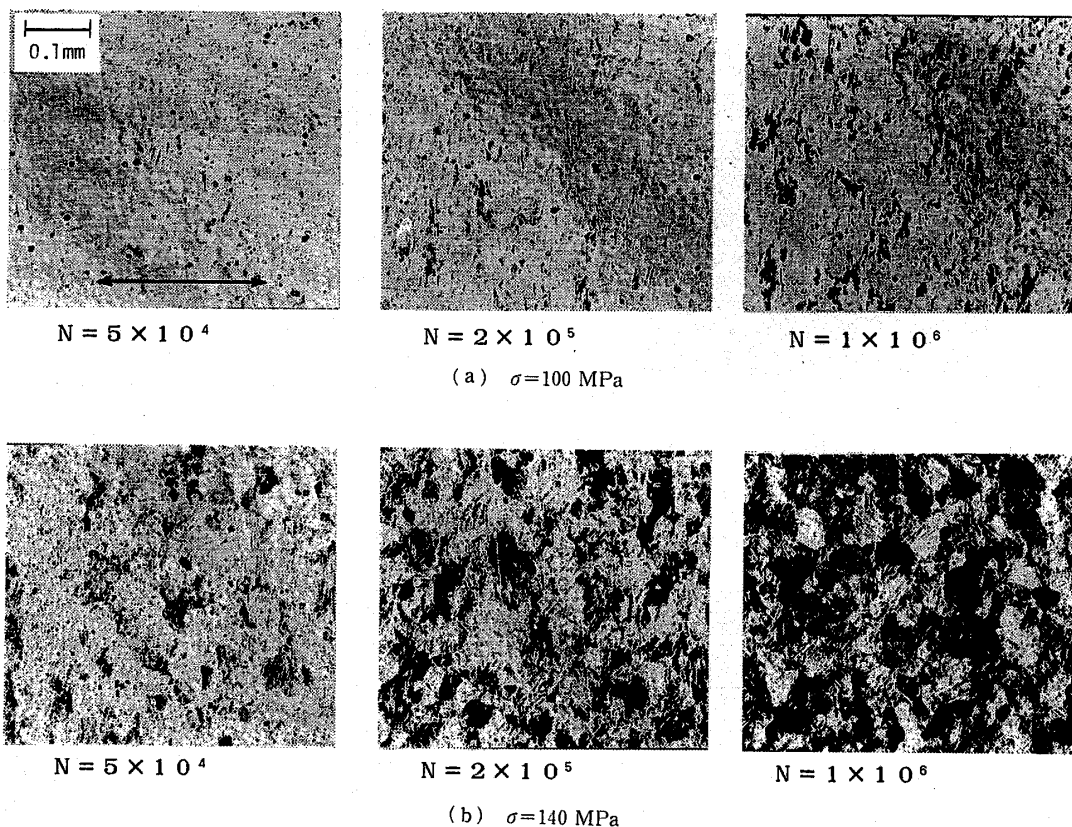 0.1mm
N = 5 × 10⁴
N = 2 × 10⁵
N = 1 × 10⁶
(a) σ=100 MPa
N = 5 × 10⁴
N = 2 × 10⁵
N = 1 × 10⁶
(b) σ=140 MPa